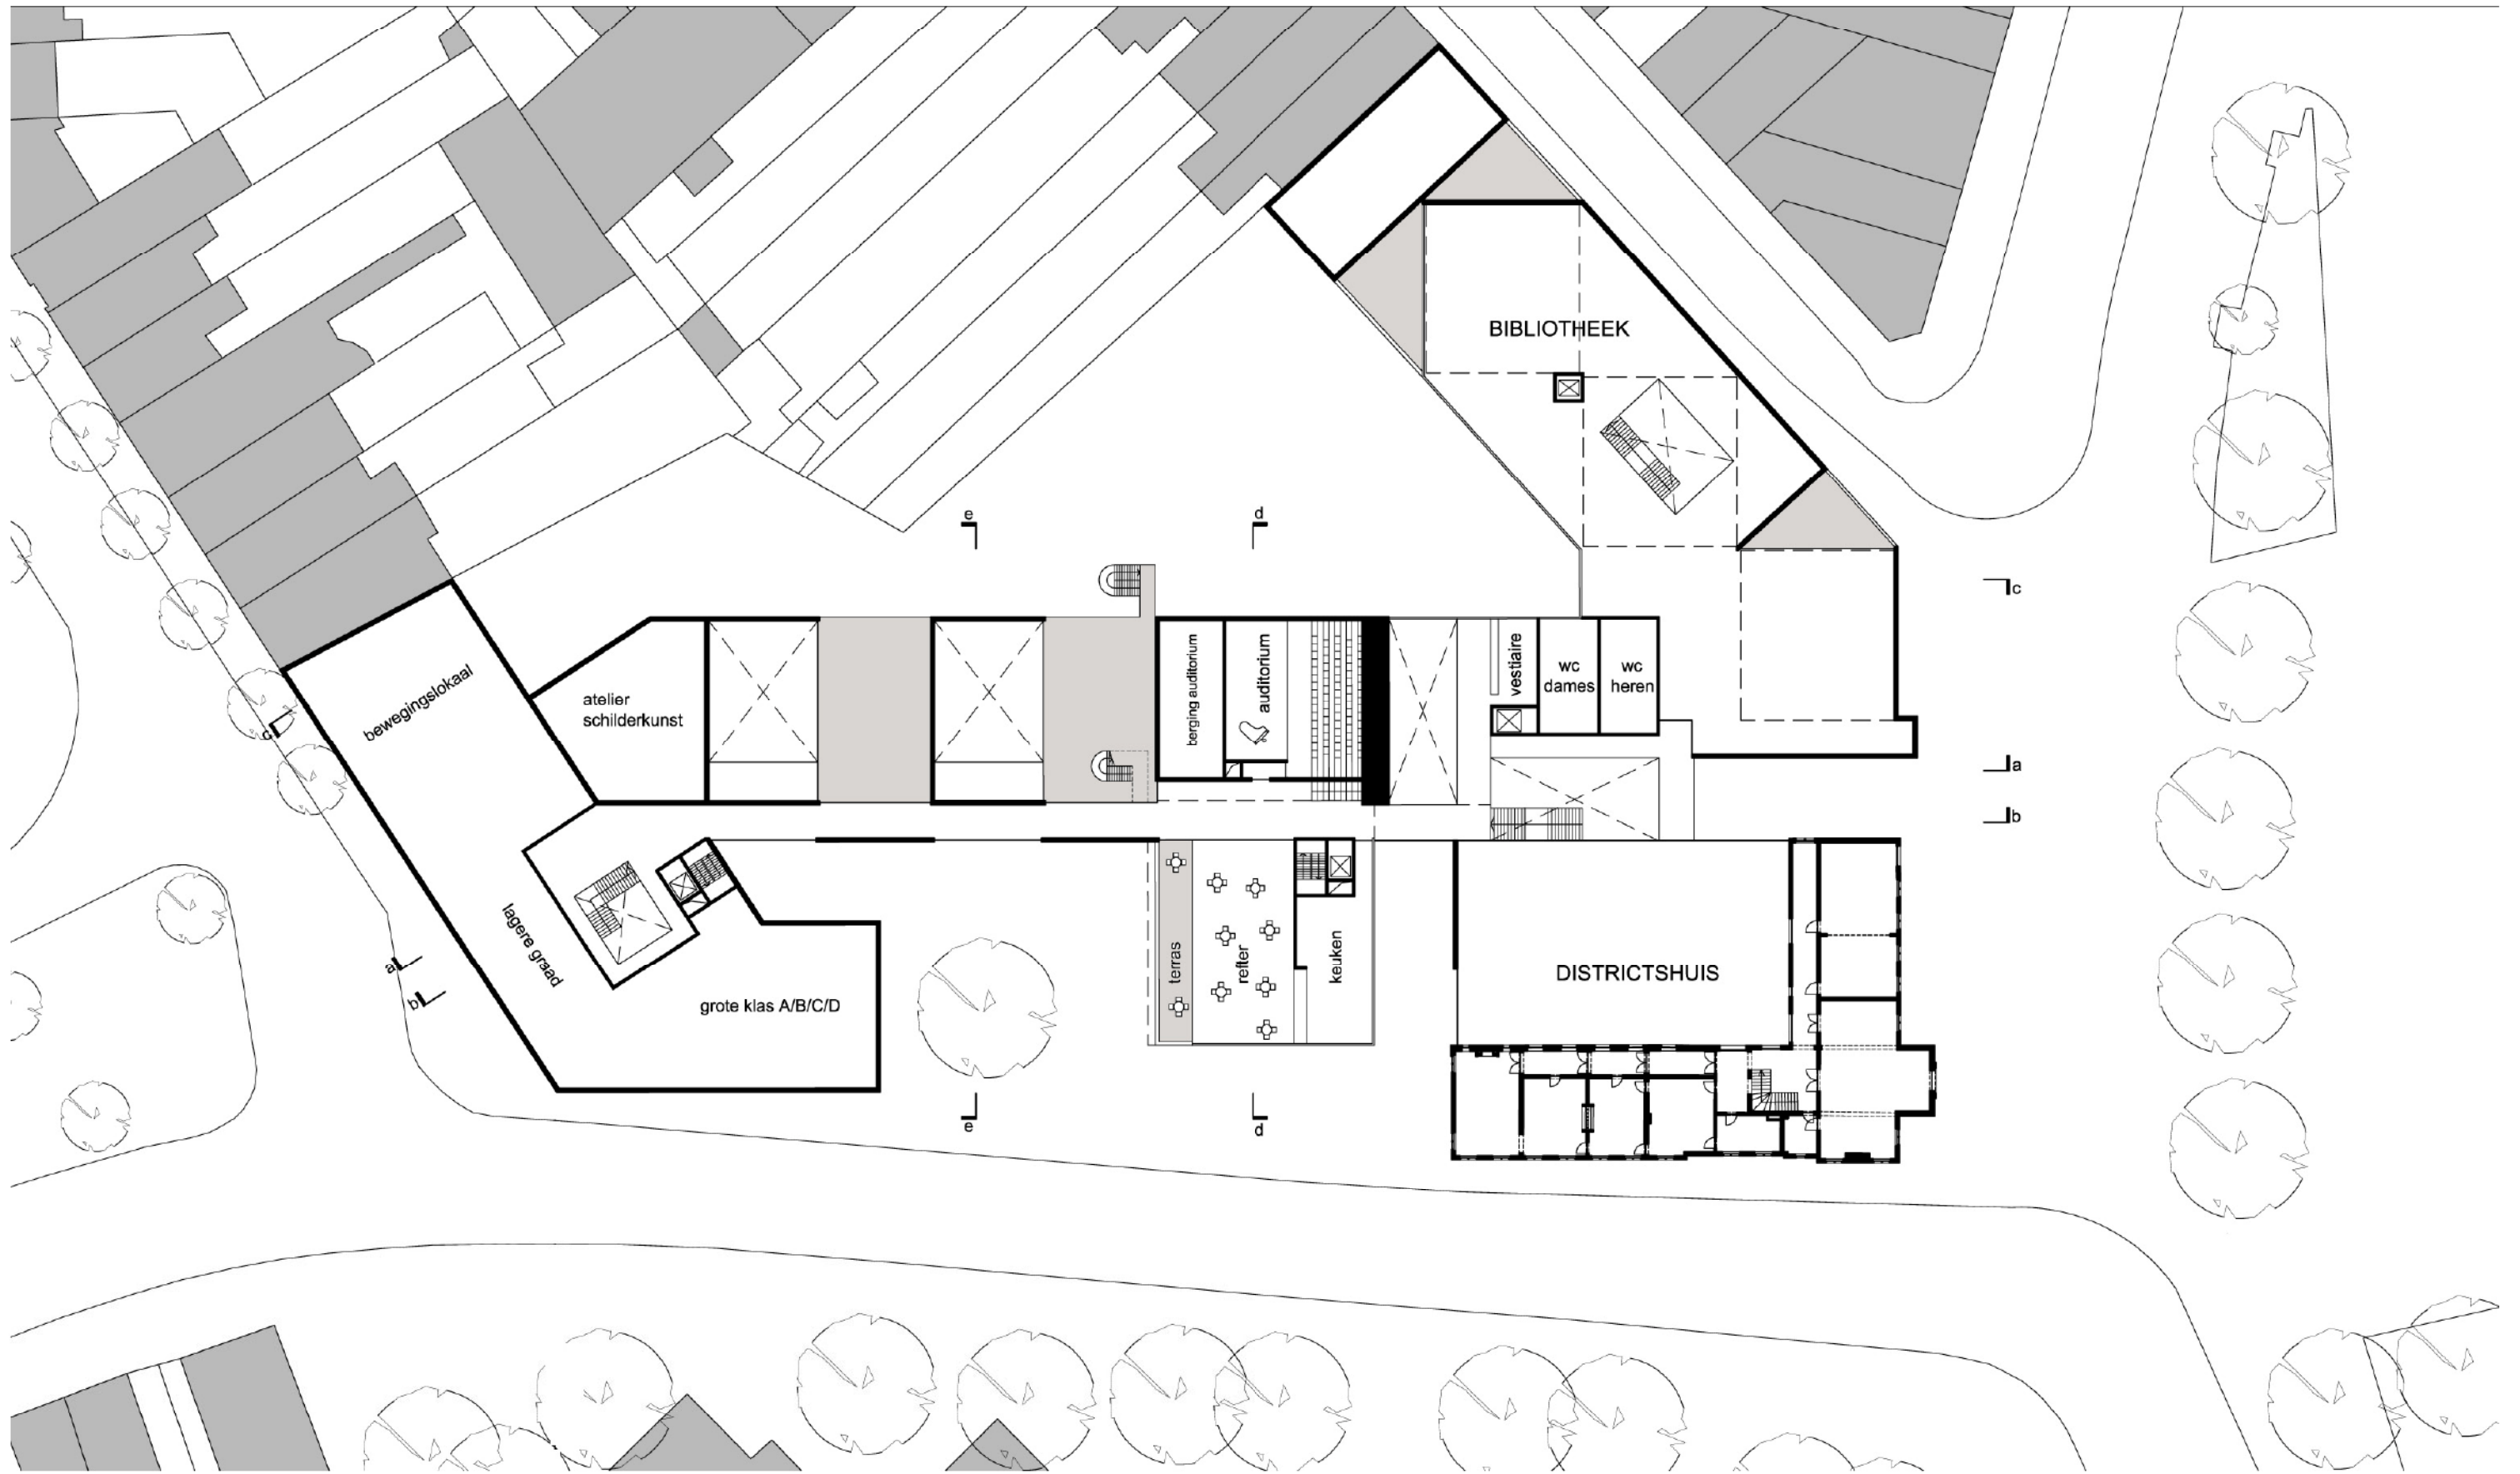 BIBLIOTHEEK
e
d
c
bewegingslokaal
atelier
schilderkunst
berging auditorium
auditorium
vestiaire
wc
dames
wc
heren
c
a
b
lagere graad
grote klas A/B/C/D
terras
refter
keuken
DISTRICTSHUIS
a
b
e
d